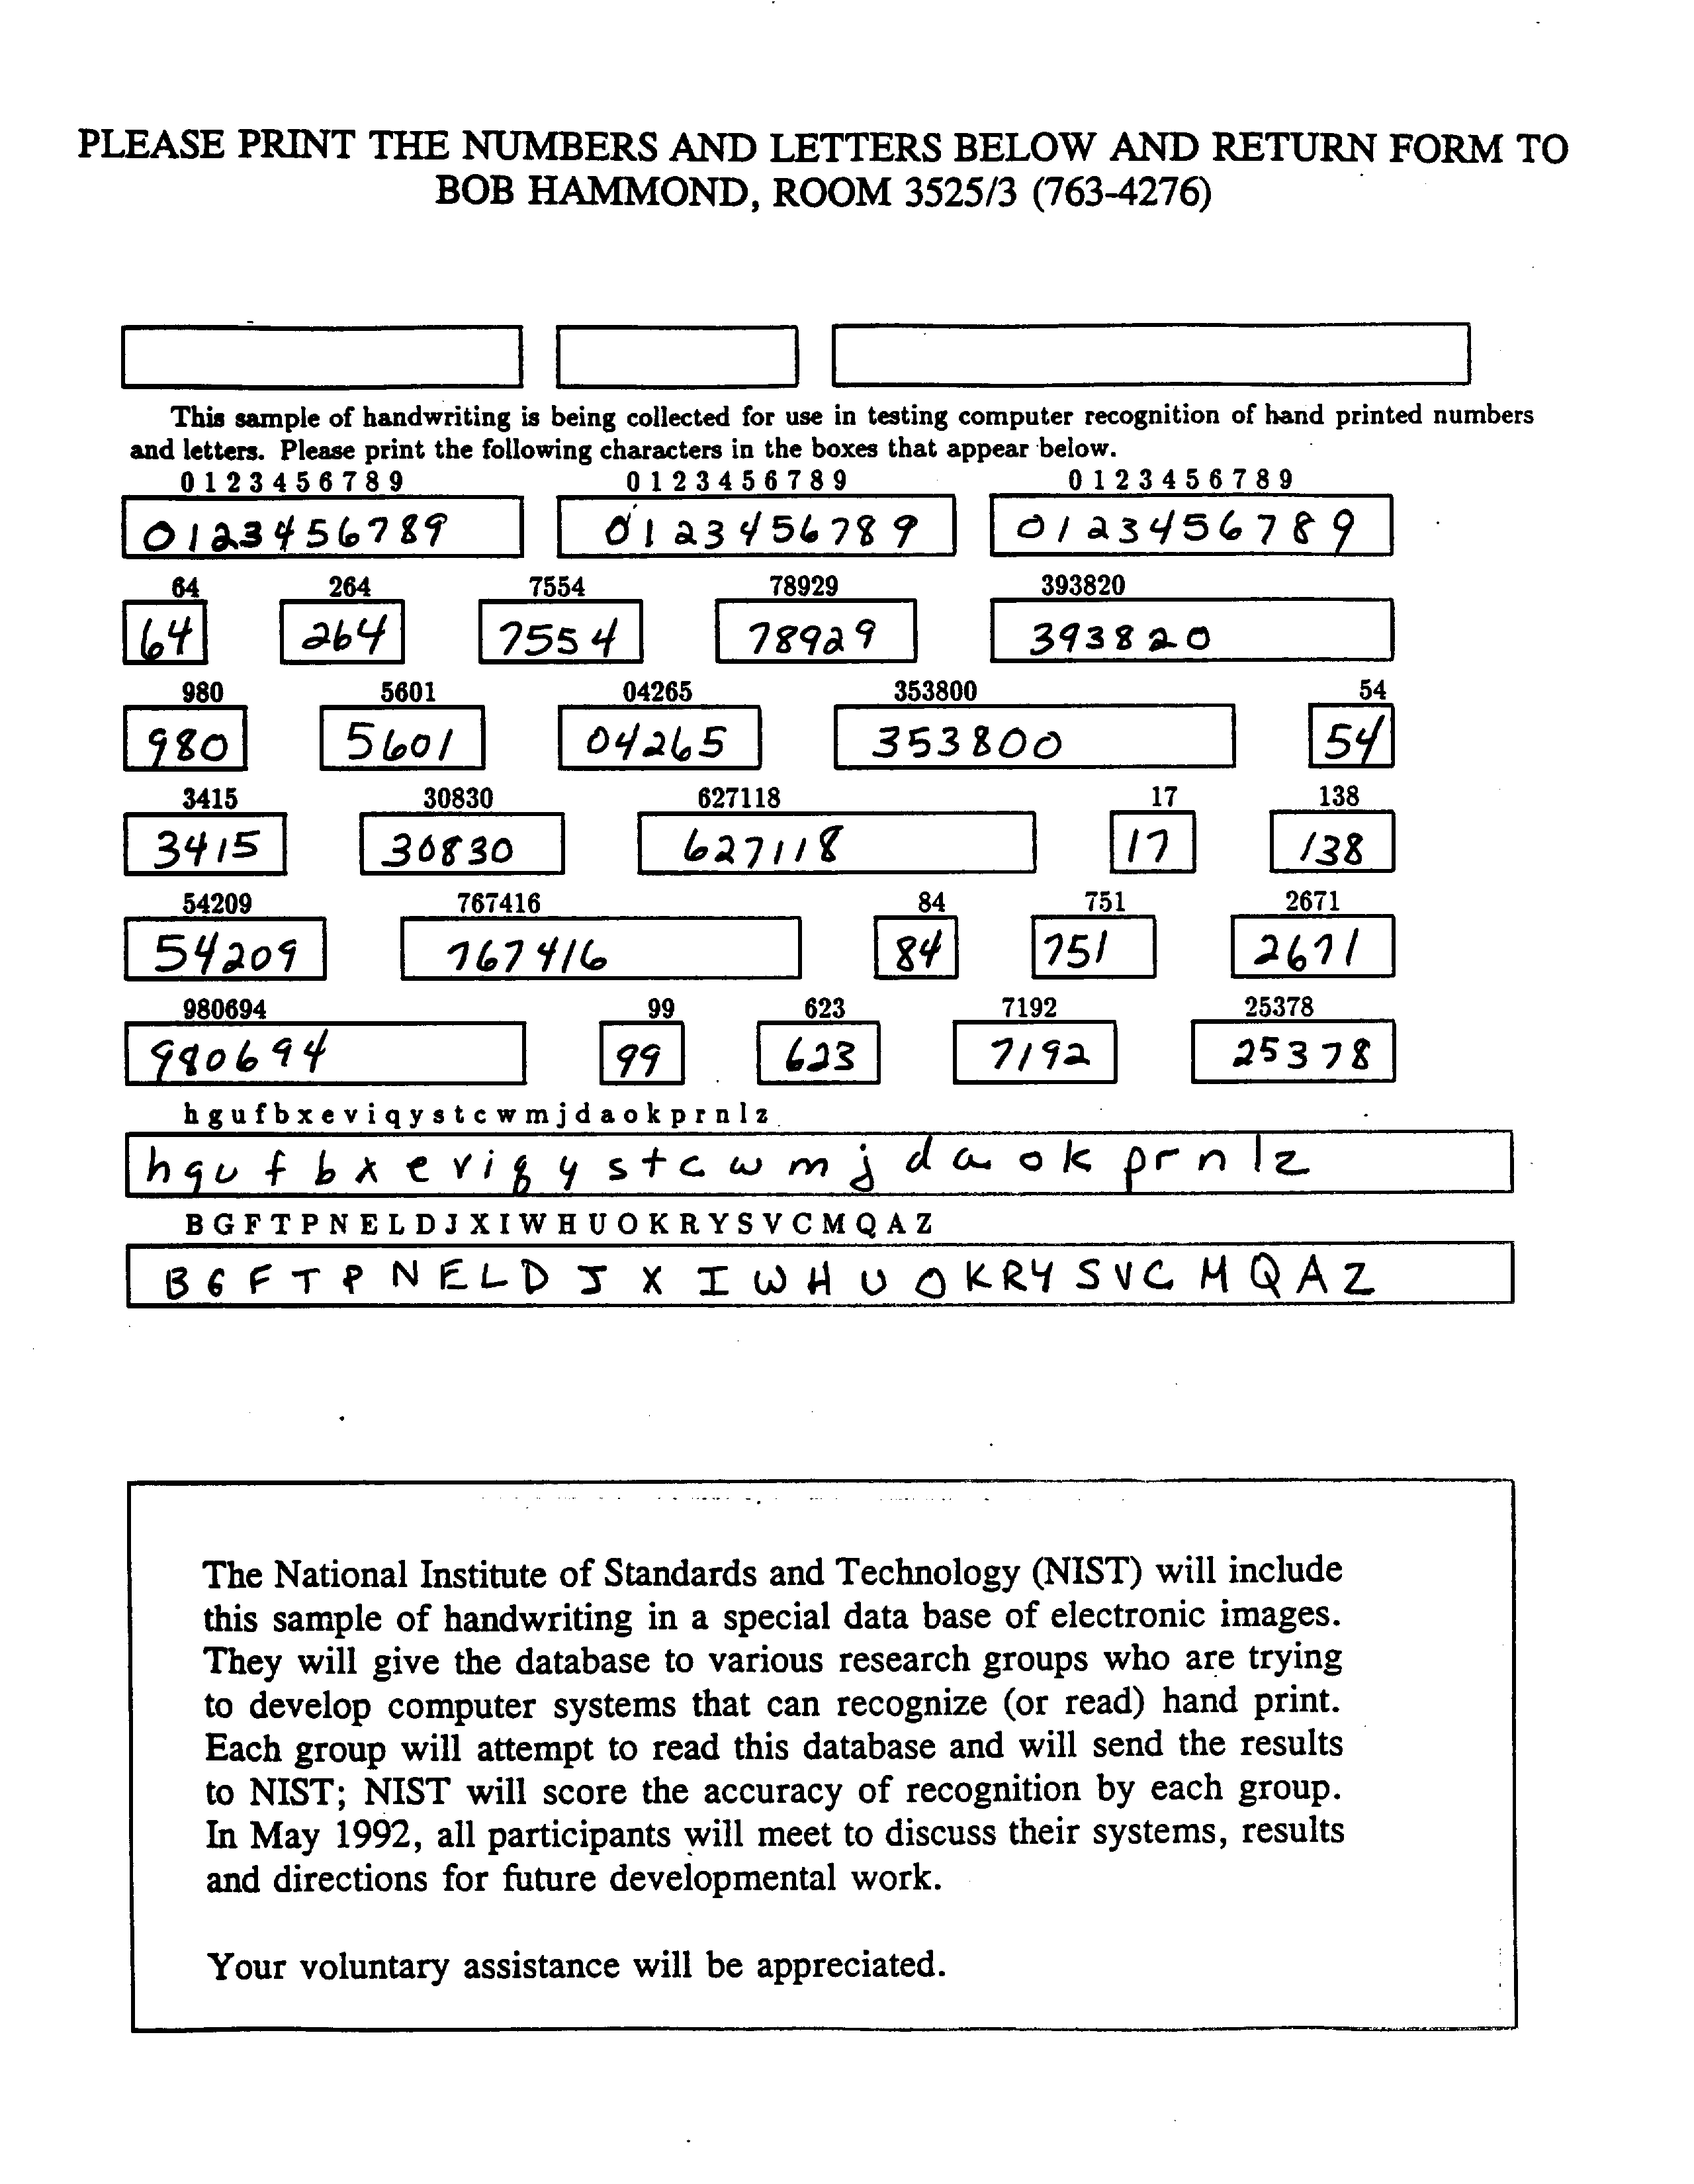 PLEASE PRINT THE NUMBERS AND LETTERS BELOW AND RETURN FORM TO
BOB HAMMOND, ROOM 3525/3 (763-4276)
This sample of handwriting is being collected for use in testing computer recognition of hand printed numbers
and letters. Please print the following characters in the boxes that appear below.
0 1 2 3 4 5 6 7 8 9 0 1 2 3 4 5 6 7 8 9 0 1 2 3 4 5 6 7 8 9
0123456789 0123456789 0123456789
64 264 7554 78929 393820
64 264 7554 78929 393820
980 5601 04265 353800 54
980 5601 04265 353800 54
3415 30830 627118 17 138
3415 30830 627118 17 138
54209 767416 84 751 2671
54209 767416 84 751 2671
980694 99 623 7192 25378
980694 99 623 7192 25378
h g u f b x e v i q y s t c w m j d a o k p r n l z
h g u f b x e v i q y s t c w m j d a o k p r n l z
B G F T P N E L D J X I W H U O K R Y S V C M Q A Z
B G F T P N E L D J X I W H U O K R Y S V C M Q A Z
The National Institute of Standards and Technology (NIST) will include
this sample of handwriting in a special data base of electronic images.
They will give the database to various research groups who are trying
to develop computer systems that can recognize (or read) hand print.
Each group will attempt to read this database and will send the results
to NIST; NIST will score the accuracy of recognition by each group.
In May 1992, all participants will meet to discuss their systems, results
and directions for future developmental work.
Your voluntary assistance will be appreciated.